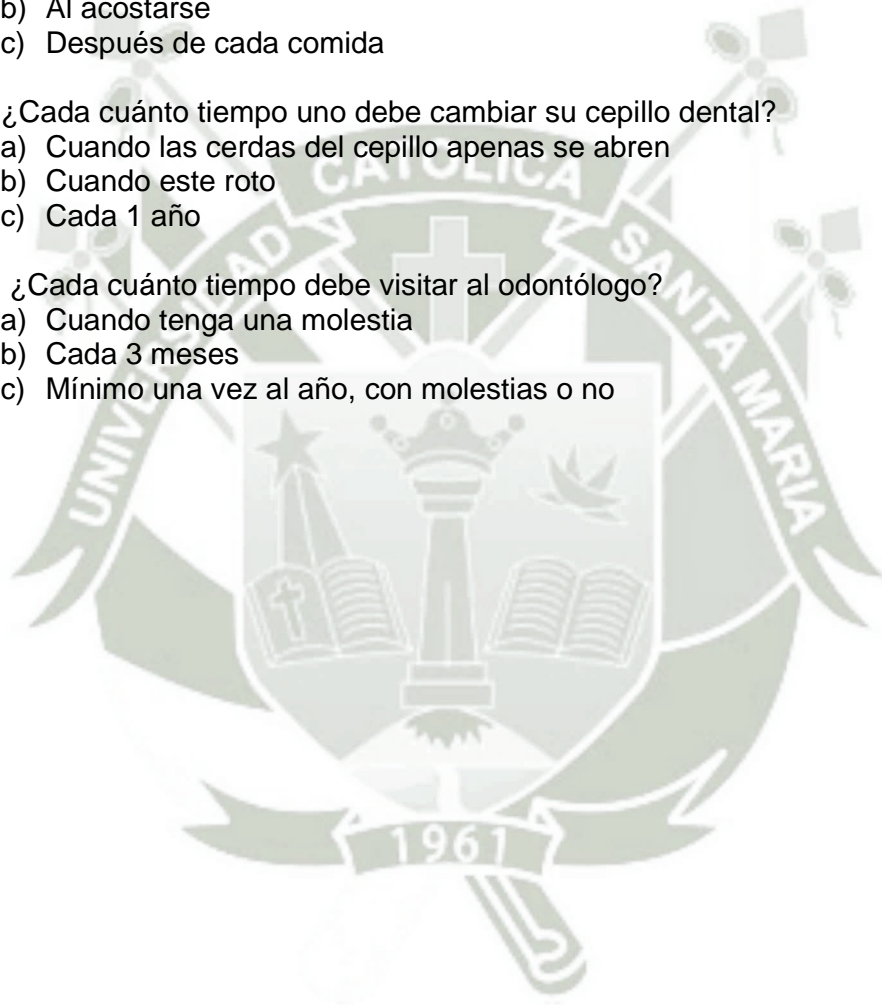 b) Al acostarse
c) Después de cada comida
¿Cada cuánto tiempo uno debe cambiar su cepillo dental?
a) Cuando las cerdas del cepillo apenas se abren
b) Cuando este roto
c) Cada 1 año
¿Cada cuánto tiempo debe visitar al odontólogo?
a) Cuando tenga una molestia
b) Cada 3 meses
c) Mínimo una vez al año, con molestias o no
UNIVERSIDAD CATOLICA SANTA MARIA
1961